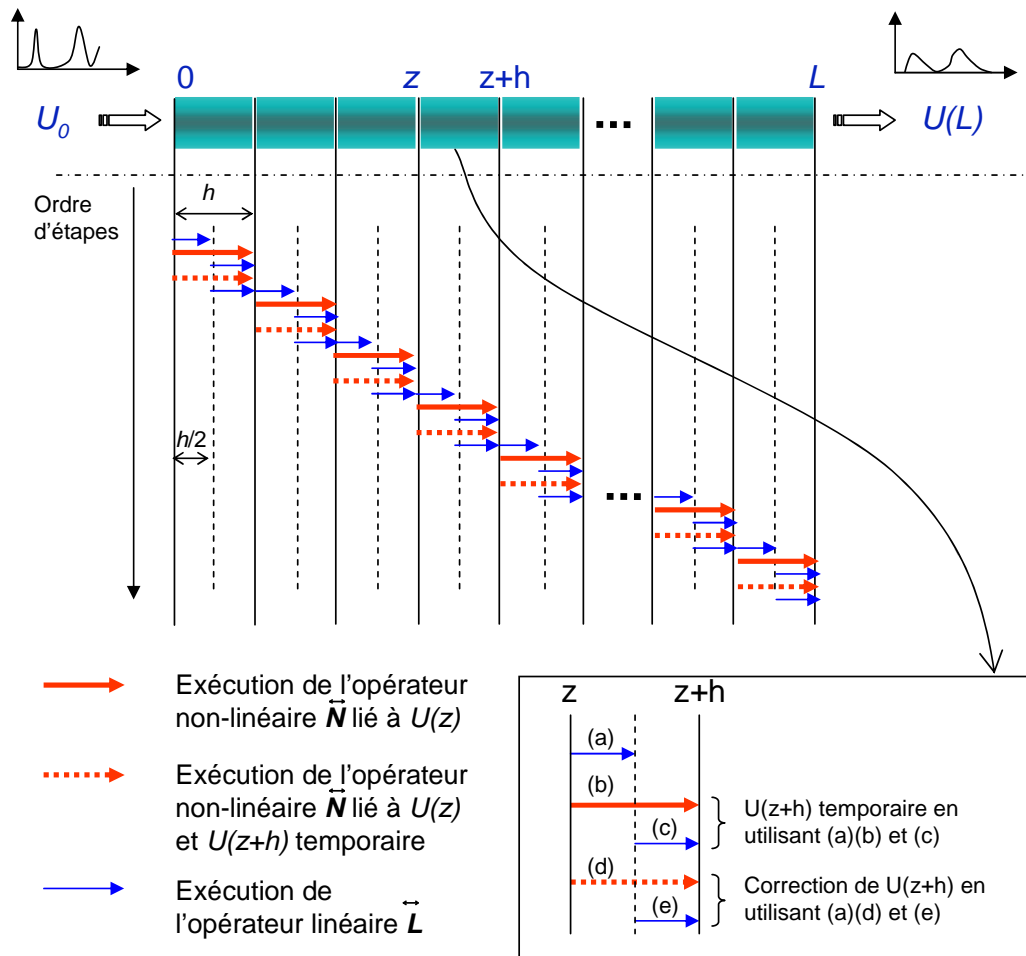 0 z z+h L
U0 U(L)
h
Ordre
d'étapes
h/2
Exécution de l'opérateur
non-linéaire N lié à U(z)
Exécution de l'opérateur
non-linéaire N lié à U(z)
et U(z+h) temporaire
Exécution de
l'opérateur linéaire L
z z+h
(a)
(b)
(c)
U(z+h) temporaire en
utilisant (a)(b) et (c)
(d)
(e)
Correction de U(z+h) en
utilisant (a)(d) et (e)